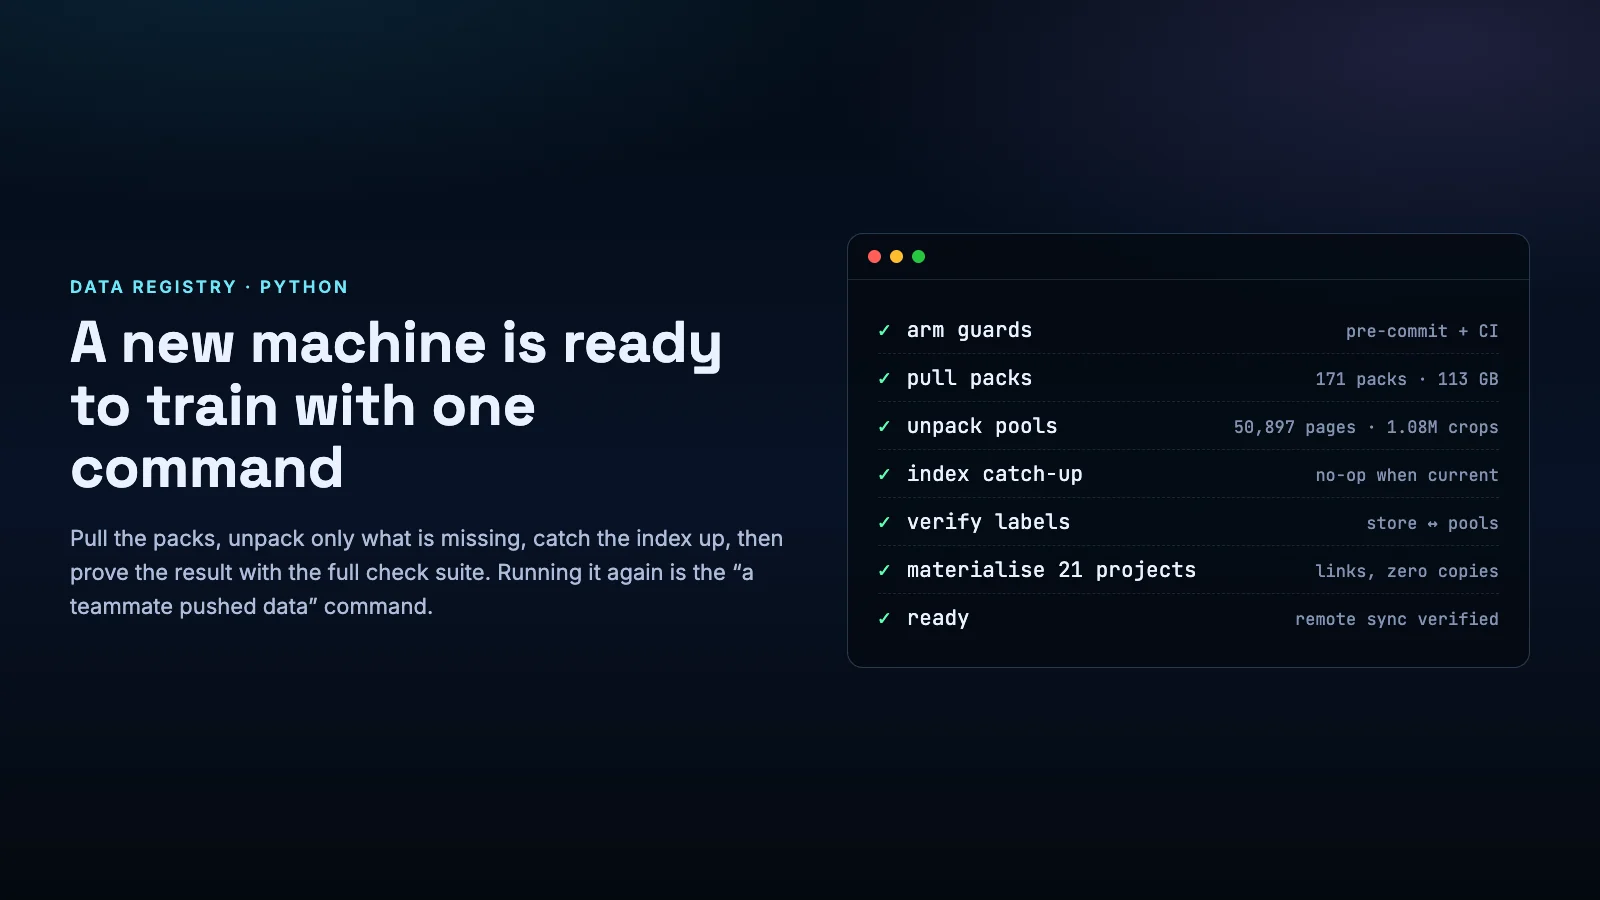 DATA REGISTRY · PYTHON
A new machine is ready
to train with one
command
Pull the packs, unpack only what is missing, catch the index up, then
prove the result with the full check suite. Running it again is the “a
teammate pushed data” command.
✓ arm guards pre-commit + CI
✓ pull packs 171 packs · 113 GB
✓ unpack pools 50,897 pages · 1.08M crops
✓ index catch-up no-op when current
✓ verify labels store ↔ pools
✓ materialise 21 projects links, zero copies
✓ ready remote sync verified